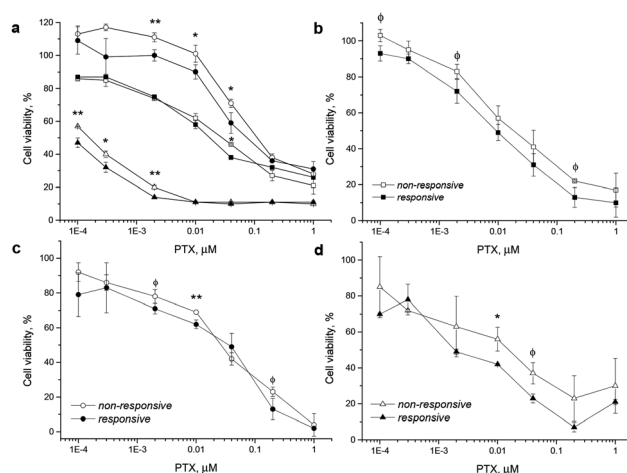 a
**
*
*
*
**
*
**
120
100
80
60
40
20
0
Cell viability, %
1E-4 1E-3 0.01 0.1 1
PTX, µM
b
ϕ
ϕ
ϕ
100
80
60
40
20
0
Cell viability, %
non-responsive
responsive
1E-4 1E-3 0.01 0.1 1
PTX, µM
c
ϕ
**
ϕ
100
80
60
40
20
0
Cell viability, %
non-responsive
responsive
1E-4 1E-3 0.01 0.1 1
PTX, µM
d
*
ϕ
100
80
60
40
20
0
Cell viability, %
non-responsive
responsive
1E-4 1E-3 0.01 0.1 1
PTX, µM